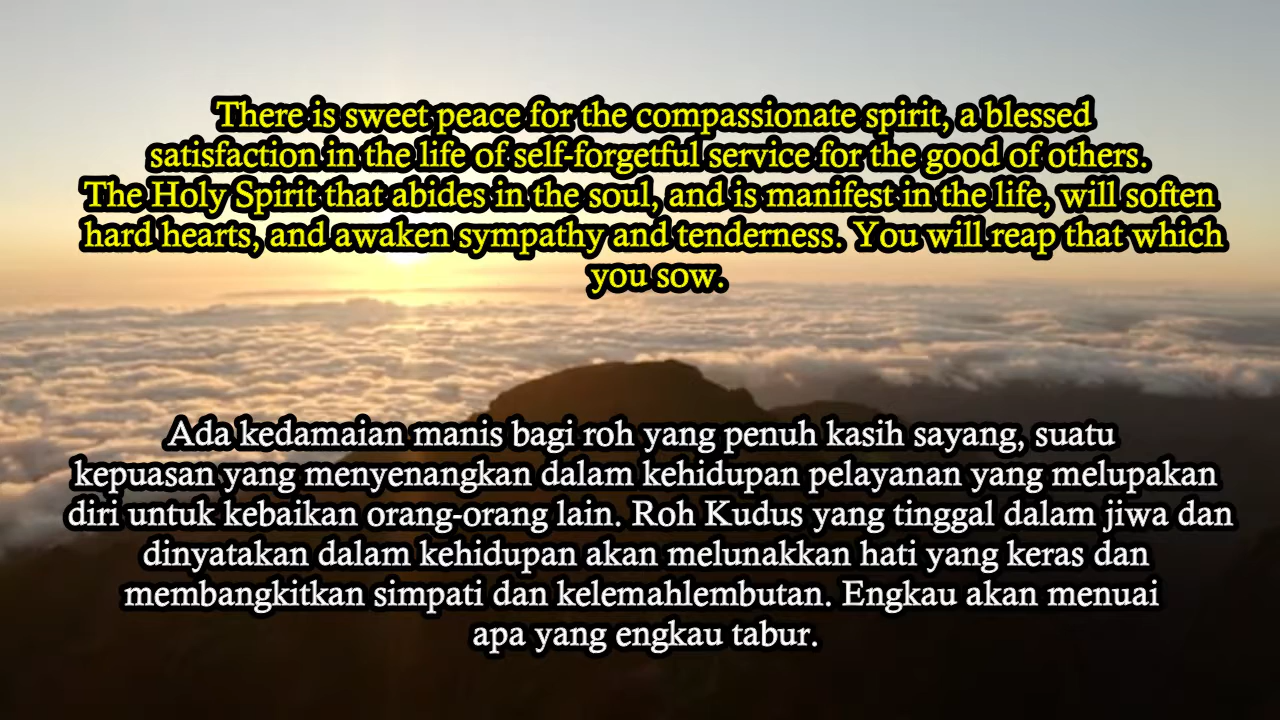 There is sweet peace for the compassionate spirit, a blessed
satisfaction in the life of self-forgetful service for the good of others.
The Holy Spirit that abides in the soul, and is manifest in the life, will soften
hard hearts, and awaken sympathy and tenderness. You will reap that which
you sow.
Ada kedamaian manis bagi roh yang penuh kasih sayang, suatu
kepuasan yang menyenangkan dalam kehidupan pelayanan yang melupakan
diri untuk kebaikan orang-orang lain. Roh Kudus yang tinggal dalam jiwa dan
dinyatakan dalam kehidupan akan melunakkan hati yang keras dan
membangkitkan simpati dan kelemahlembutan. Engkau akan menuai
apa yang engkau tabur.